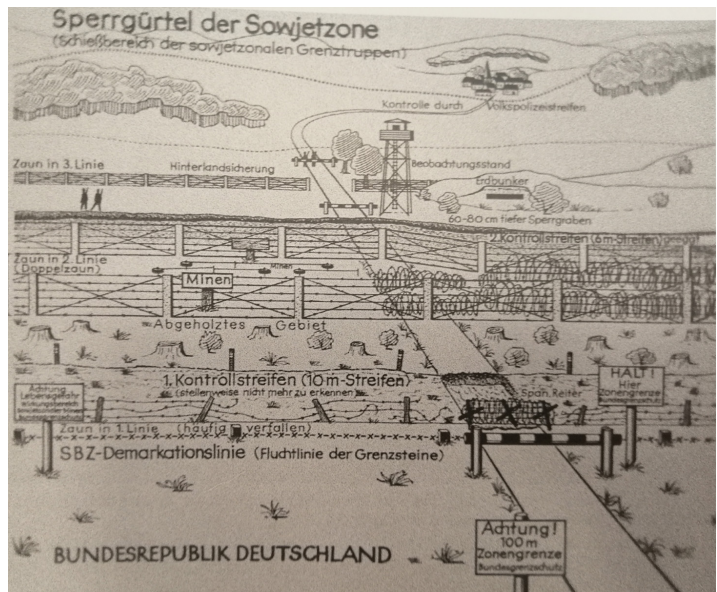 Sperrgürtel der Sowjetzone
(Schießbereich der sowjetzonalen Grenztruppen)
Kontrolle durch Volkspolizeistreifen
Zaun in 3. Linie
Hinterlandsicherung
Beobachtungsstand
Erdbunker
60-80 cm tiefer Sperrgraben
2. Kontrollstreifen (6m-Streifen)
Zaun in 2. Linie
(Doppelzaun)
Minen
Minen
Abgeholztes Gebiet
1. Kontrollstreifen (10 m-Streifen)
(stellenweise nicht mehr zu erkennen)
Span. Reiter
HALT!
Hier
Zonengrenze
Bundesgrenzschutz
Achtung
Lebensgefahr
Wirkungsbereich
Zaun in 1. Linie (häufig verfallen)
SBZ-Demarkationslinie (Fluchtlinie der Grenzsteine)
Achtung!
100 m
Zonengrenze
Bundesgrenzschutz
BUNDESREPUBLIK DEUTSCHLAND